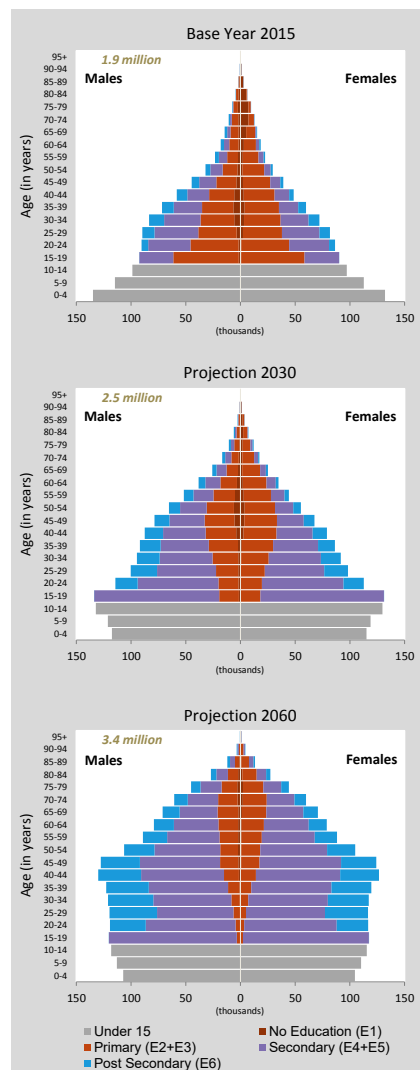 Base Year 2015
1.9 million
Males
Females
Age (in years)
95+
90-94
85-89
80-84
75-79
70-74
65-69
60-64
55-59
50-54
45-49
40-44
35-39
30-34
25-29
20-24
15-19
10-14
5-9
0-4
150 100 50 0 50 100 150
(thousands) (thousands)
Projection 2030
2.5 million
Males
Females
Age (in years)
95+
90-94
85-89
80-84
75-79
70-74
65-69
60-64
55-59
50-54
45-49
40-44
35-39
30-34
25-29
20-24
15-19
10-14
5-9
0-4
150 100 50 0 50 100 150
(thousands) (thousands)
Projection 2060
3.4 million
Males
Females
Age (in years)
95+
90-94
85-89
80-84
75-79
70-74
65-69
60-64
55-59
50-54
45-49
40-44
35-39
30-34
25-29
20-24
15-19
10-14
5-9
0-4
150 100 50 0 50 100 150
(thousands) (thousands)
Under 15 No Education (E1)
Primary (E2+E3) Secondary (E4+E5)
Post Secondary (E6)